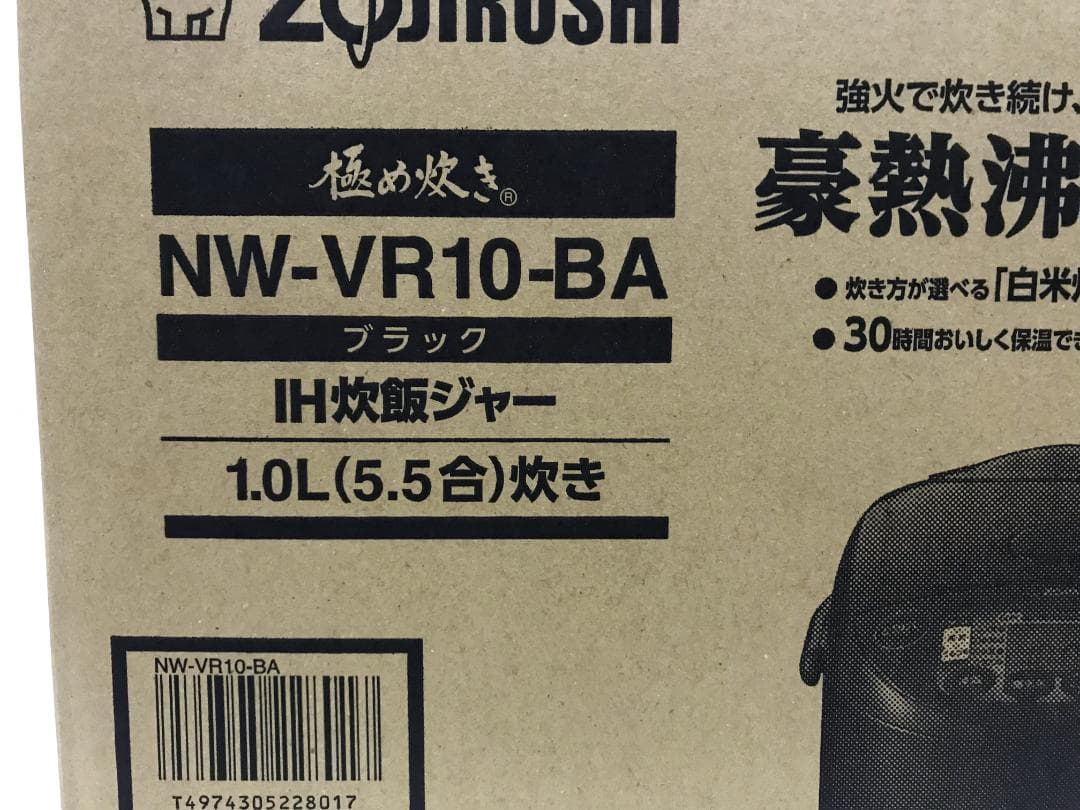 ZOJIRUSHI
極め炊き®
NW-VR10-BA
ブラック
IH炊飯ジャー
1.0L(5.5合)炊き
強火で炊き続け、
豪熱沸
● 炊き方が選べる「白米炊
● 30時間おいしく保温でき
NW-VR10-BA
T4974305228017